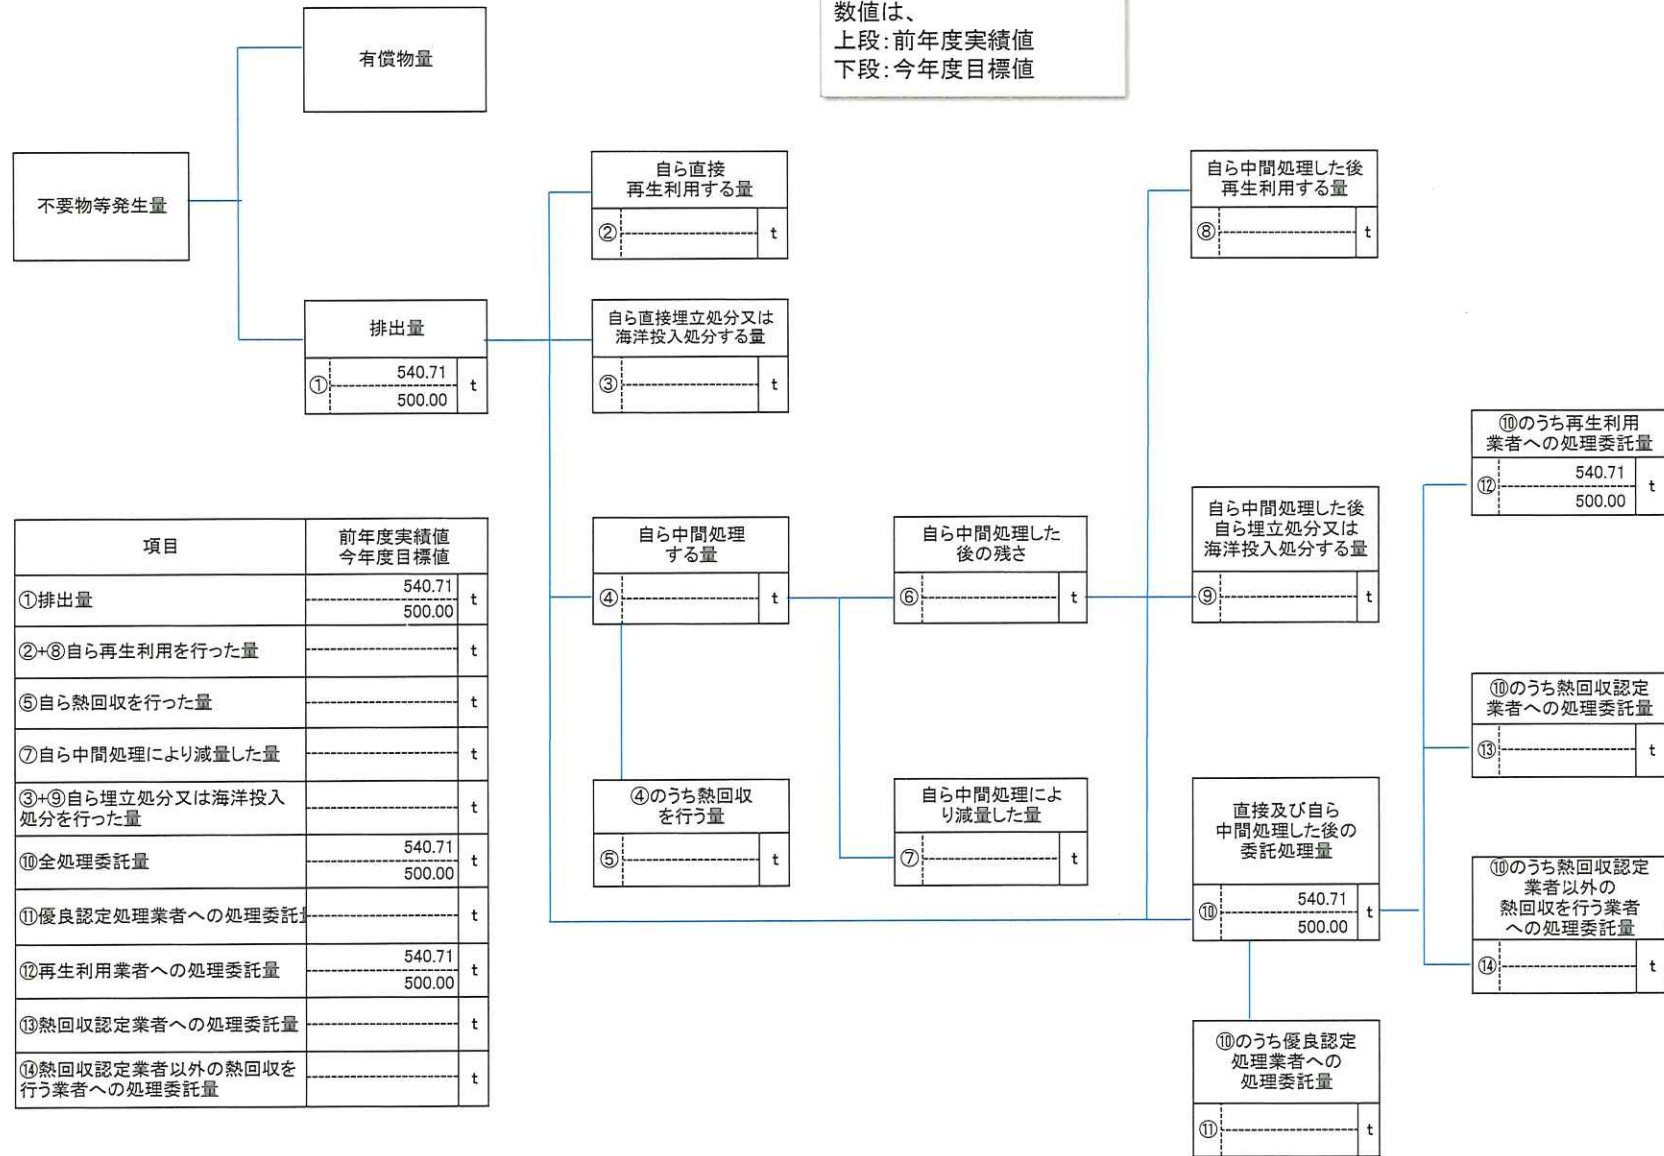 数値は、
上段:前年度実績値
下段:今年度目標値
有償物量
不要物等発生量
排出量
①
540.71
500.00
t
自ら直接
再生利用する量
②
t
自ら直接埋立処分又は
海洋投入処分する量
③
t
自ら中間処理
する量
④
t
④のうち熱回収
を行う量
⑤
t
自ら中間処理した
後の残さ
⑥
t
自ら中間処理によ
り減量した量
⑦
t
自ら中間処理した後
再生利用する量
⑧
t
自ら中間処理した後
自ら埋立処分又は
海洋投入処分する量
⑨
t
直接及び自ら
中間処理した後の
委託処理量
⑩
540.71
500.00
t
⑩のうち優良認定
処理業者への
処理委託量
⑪
t
⑩のうち再生利用
業者への処理委託量
⑫
540.71
500.00
t
⑩のうち熱回収認定
業者への処理委託量
⑬
t
⑩のうち熱回収認定
業者以外の
熱回収を行う業者
への処理委託量
⑭
t
項目
前年度実績値
今年度目標値
①排出量
540.71
500.00
t
②+⑧自ら再生利用を行った量
t
⑤自ら熱回収を行った量
t
⑦自ら中間処理により減量した量
t
③+⑨自ら埋立処分又は海洋投入
処分を行った量
t
⑩全処理委託量
540.71
500.00
t
⑪優良認定処理業者への処理委託
t
⑫再生利用業者への処理委託量
540.71
500.00
t
⑬熱回収認定業者への処理委託量
t
⑭熱回収認定業者以外の熱回収を
行う業者への処理委託量
t